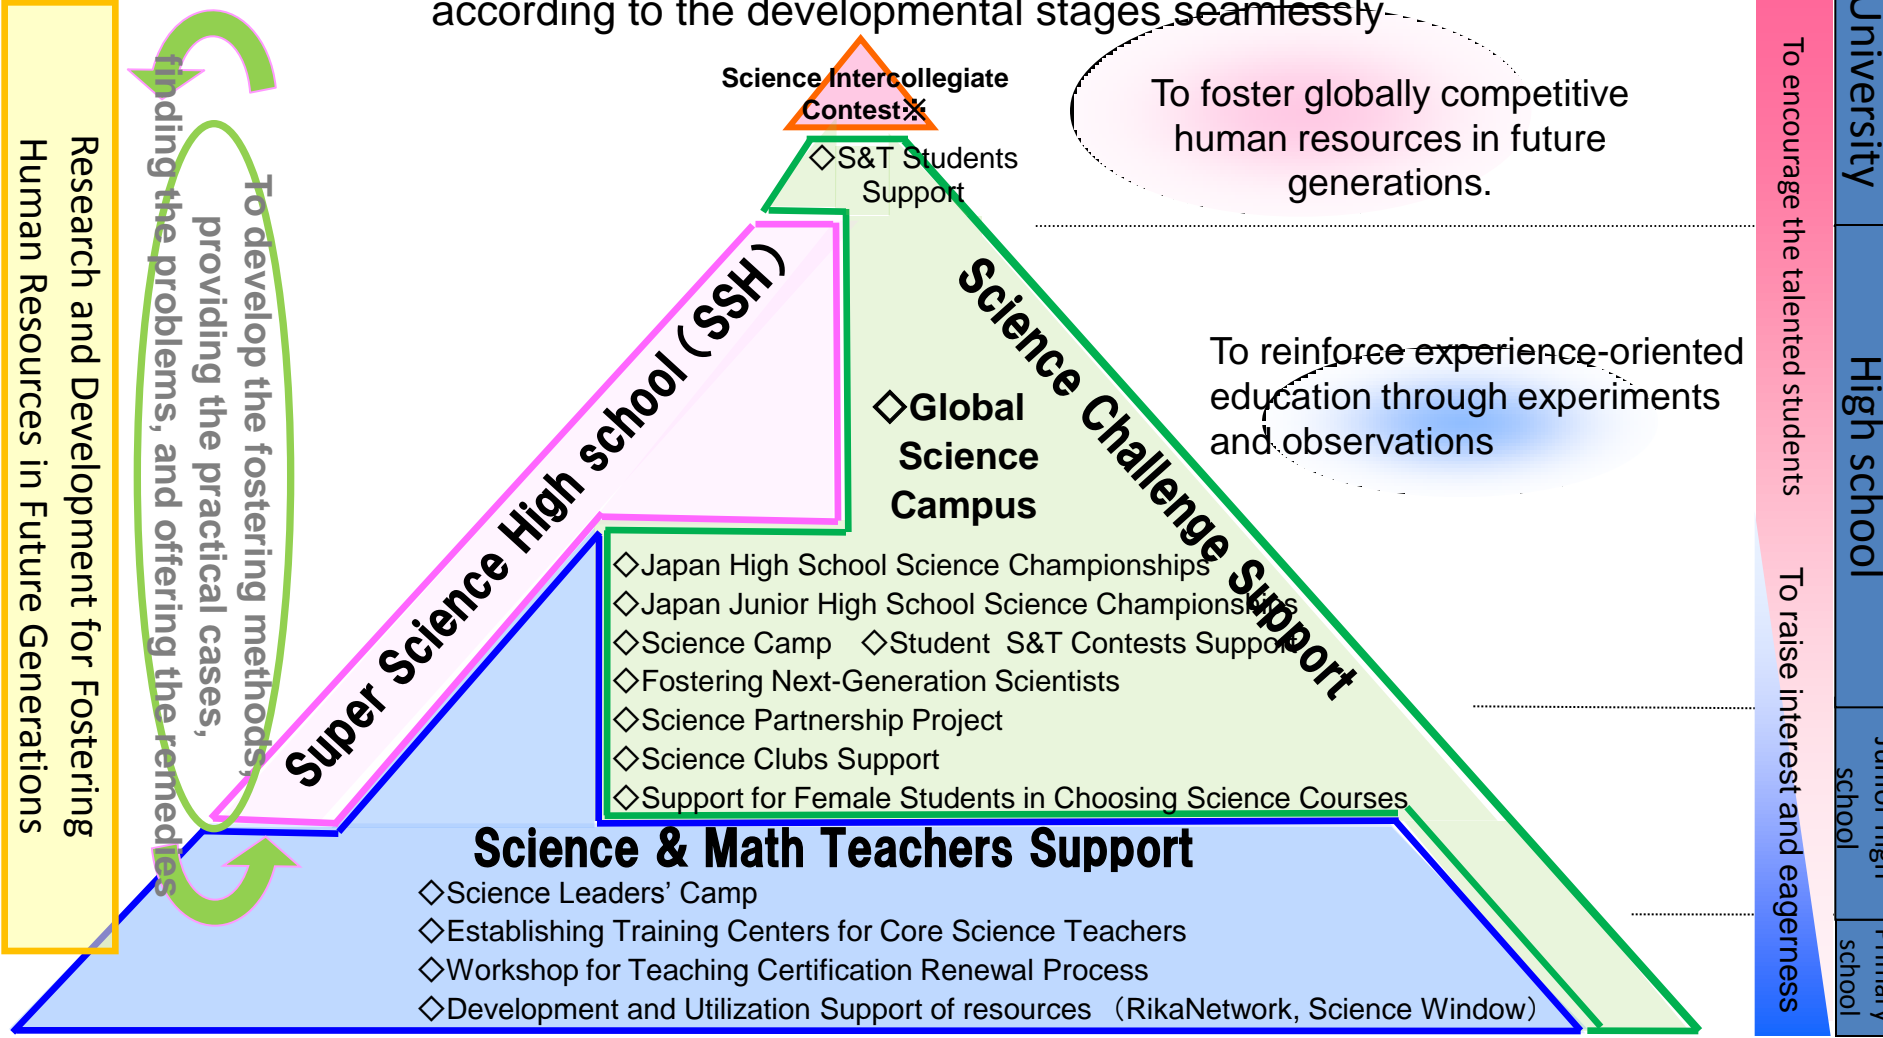 according to the developmental stages seamlessly
Science Intercollegiate
Contest※
◇S&T Students
Support
To foster globally competitive
human resources in future
generations.
Super Science High school（SSH）
Science Challenge Support
◇Global
Science
Campus
To reinforce experience-oriented
education through experiments
and observations
◇Japan High School Science Championships
◇Japan Junior High School Science Championships
◇Science Camp ◇Student S&T Contests Support
◇Fostering Next-Generation Scientists
◇Science Partnership Project
◇Science Clubs Support
◇Support for Female Students in Choosing Science Courses
Science & Math Teachers Support
◇Science Leaders’ Camp
◇Establishing Training Centers for Core Science Teachers
◇Workshop for Teaching Certification Renewal Process
◇Development and Utilization Support of resources （RikaNetwork, Science Window）
Research and Development for Fostering
Human Resources in Future Generations
To develop the fostering methods,
providing the practical cases,
finding the problems, and offering the remedies
To encourage the talented students
To raise interest and eagerness
University
High school
Junior high
school
Primary
school